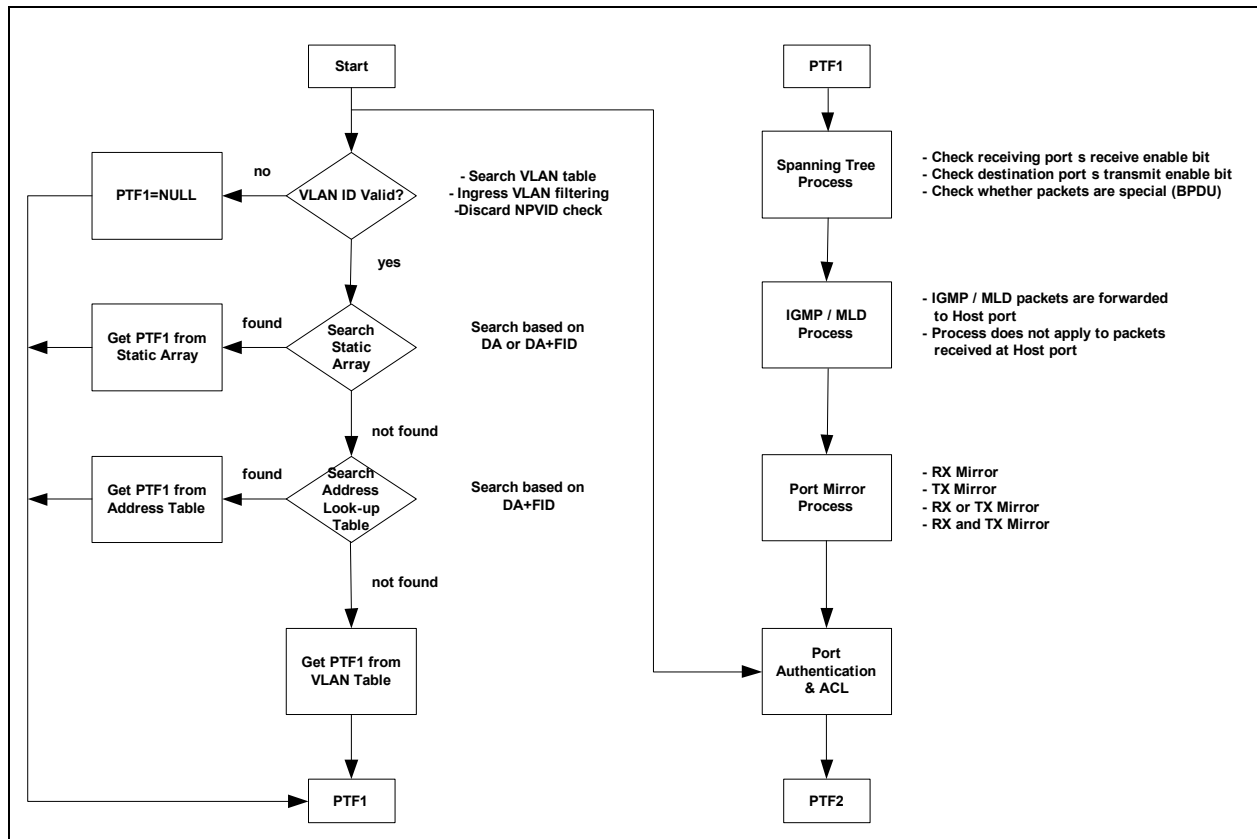 Start
VLAN ID Valid?
no
PTF1=NULL
- Search VLAN table
- Ingress VLAN filtering
-Discard NPVID check
yes
Search
Static
Array
found
Get PTF1 from
Static Array
Search based on
DA or DA+FID
not found
Search
Address
Look-up
Table
found
Get PTF1 from
Address Table
Search based on
DA+FID
not found
Get PTF1 from
VLAN Table
PTF1
PTF1
Spanning Tree
Process
- Check receiving port s receive enable bit
- Check destination port s transmit enable bit
- Check whether packets are special (BPDU)
IGMP / MLD
Process
- IGMP / MLD packets are forwarded
to Host port
- Process does not apply to packets
received at Host port
Port Mirror
Process
- RX Mirror
- TX Mirror
- RX or TX Mirror
- RX and TX Mirror
Port
Authentication
& ACL
PTF2